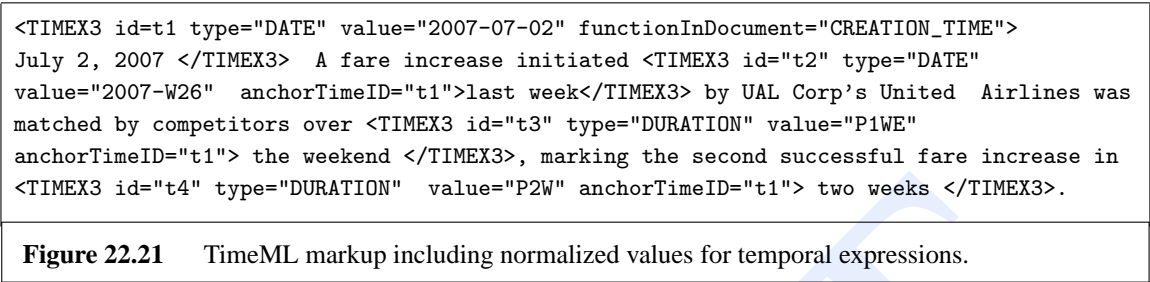 <TIMEX3 id=t1 type="DATE" value="2007-07-02" functionInDocument="CREATION_TIME">
July 2, 2007 </TIMEX3> A fare increase initiated <TIMEX3 id="t2" type="DATE"
value="2007-W26" anchorTimeID="t1">last week</TIMEX3> by UAL Corp's United Airlines was
matched by competitors over <TIMEX3 id="t3" type="DURATION" value="P1WE"
anchorTimeID="t1"> the weekend </TIMEX3>, marking the second successful fare increase in
<TIMEX3 id="t4" type="DURATION" value="P2W" anchorTimeID="t1"> two weeks </TIMEX3>.
Figure 22.21 TimeML markup including normalized values for temporal expressions.